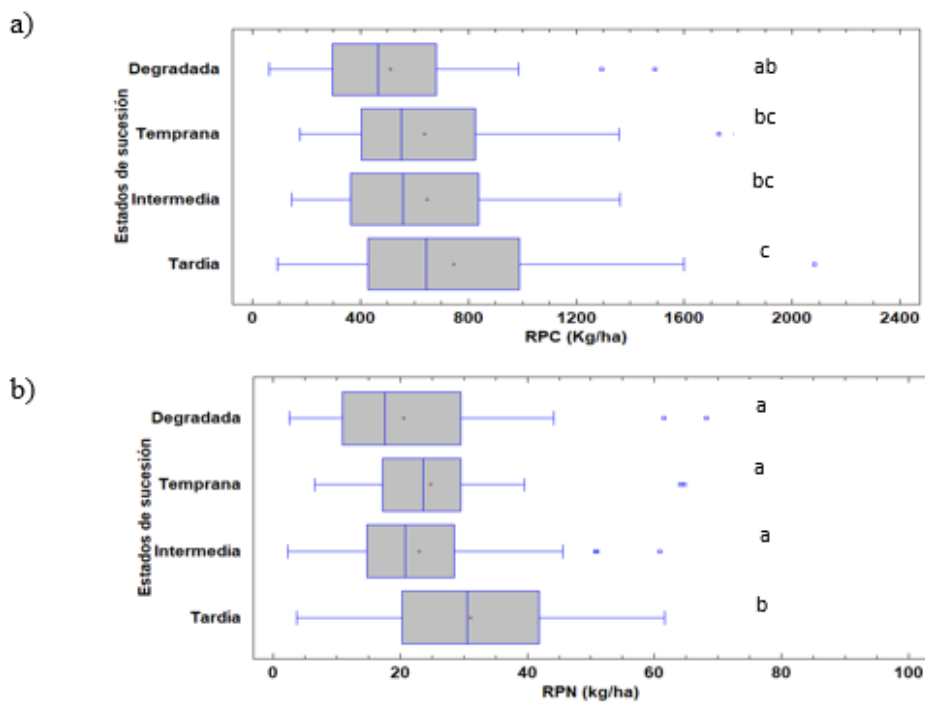 a)
Estados de sucesión
Degradada
ab
Temprana
bc
Intermedia
bc
Tardia
c
0 400 800 1200 1600 2000 2400
RPC (Kg/ha)
b)
Estados de sucesión
Degradada
a
Temprana
a
Intermedia
a
Tardia
b
0 20 40 60 80 100
RPN (kg/ha)